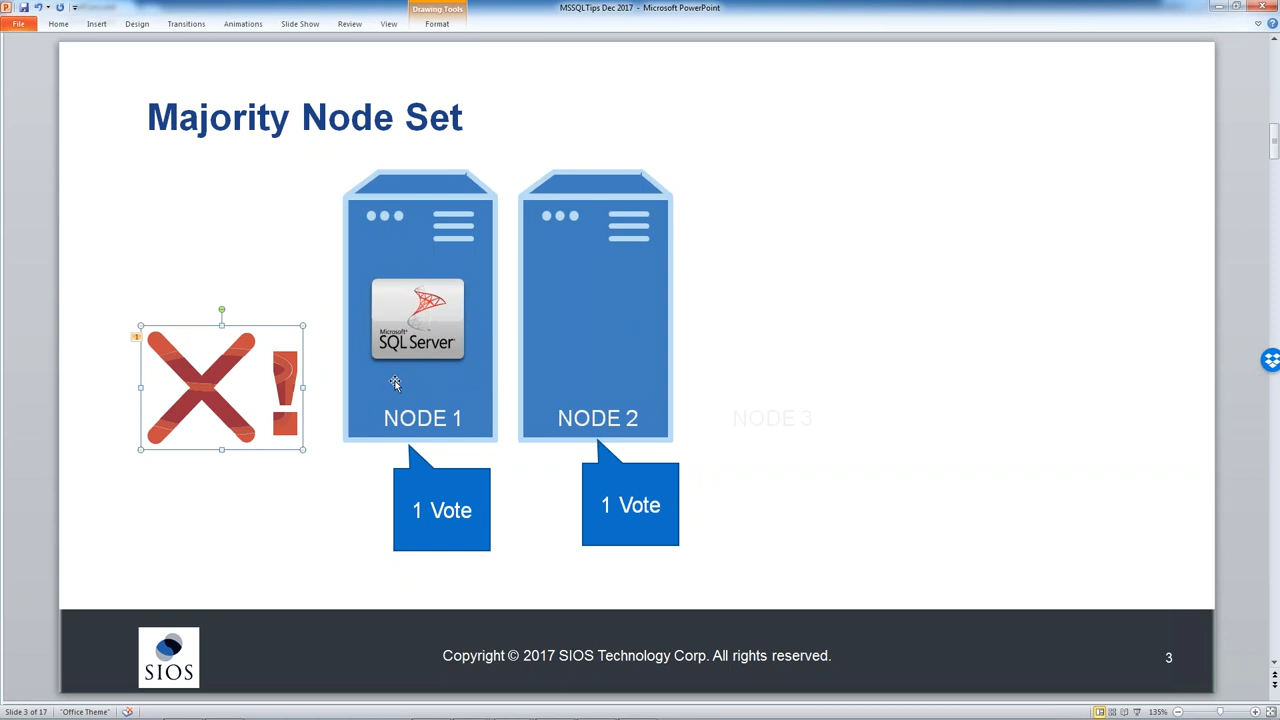 MSSQLTips Dec 2017 - Microsoft PowerPoint
Drawing Tools
File Home Insert Design Transitions Animations Slide Show Review View Format
Majority Node Set
1
Microsoft®
SQL Server
NODE 1 NODE 2 NODE 3
1 Vote 1 Vote
SIOS
Copyright © 2017 SIOS Technology Corp. All rights reserved.
3
Slide 3 of 17 "Office Theme" 135%